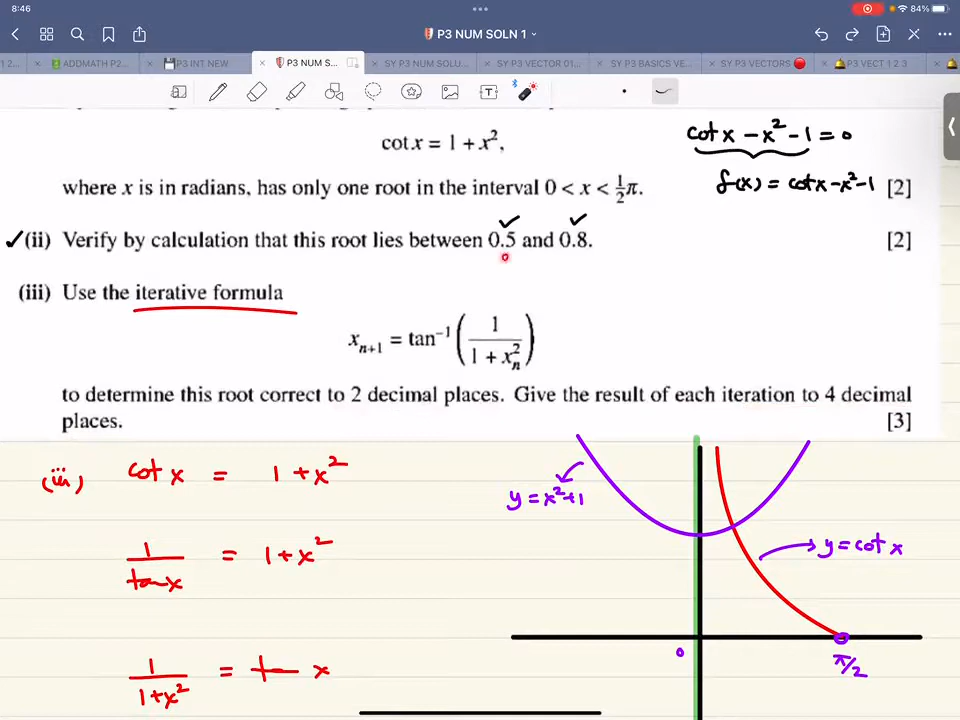 8:46
84%
P3 NUM SOLN 1
1 2...
ADDMATH P2...
P3 INT NEW
P3 NUM S...
SY P3 NUM SOLU...
SY P3 VECTOR 01...
SY P3 BASICS VE...
SY P3 VECTORS
P3 VECT 1 2 3
cot x = 1 + x²,
where x is in radians, has only one root in the interval 0 < x < ½π. [2]
cot x − x² − 1 = 0
f(x) = cot x − x² − 1
(ii) Verify by calculation that this root lies between 0.5 and 0.8. [2]
(iii) Use the iterative formula
xₙ₊₁ = tan⁻¹(1/(1 + xₙ²))
to determine this root correct to 2 decimal places. Give the result of each iteration to 4 decimal
places. [3]
(iii) cot x = 1 + x²
1/tan x = 1 + x²
1/(1 + x²) = tan x
y = x² + 1
y = cot x
0
π/2